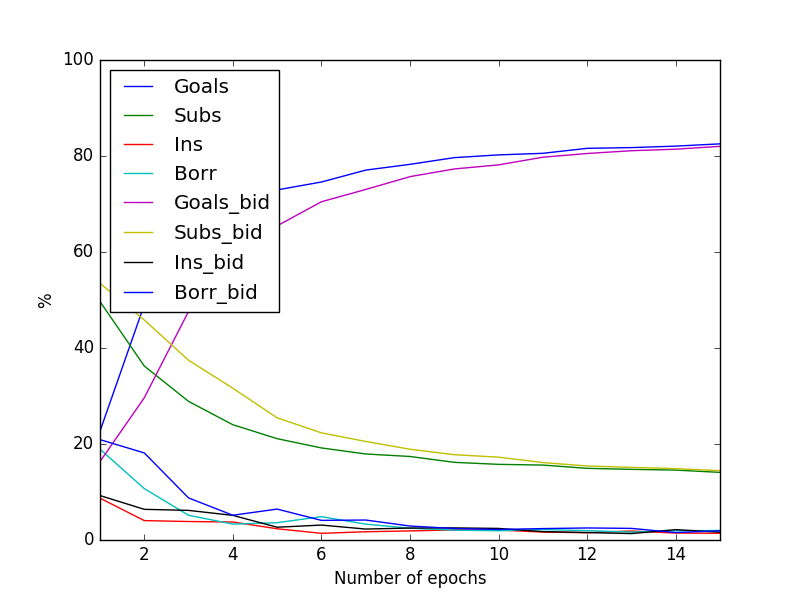 100
80
60
40
20
0
%
Goals
Subs
Ins
Borr
Goals_bid
Subs_bid
Ins_bid
Borr_bid
2 4 6 8 10 12 14
Number of epochs